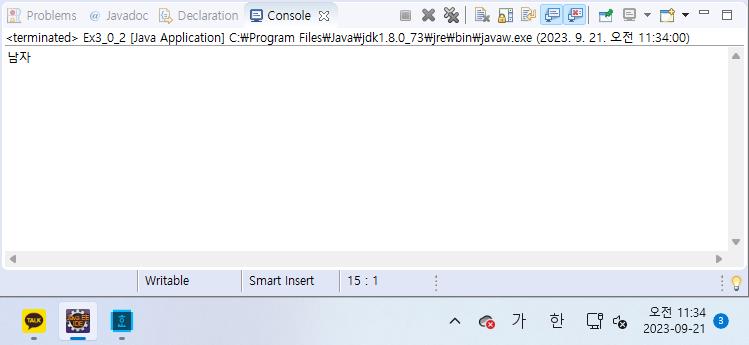 Problems @ Javadoc Declaration Console
<terminated> Ex3_0_2 [Java Application] C:₩Program Files₩Java₩jdk1.8.0_73₩jre₩bin₩javaw.exe (2023. 9. 21. 오전 11:34:00)
남자
Writable Smart Insert 15 : 1
TALK
가 한
오전 11:34
2023-09-21
3